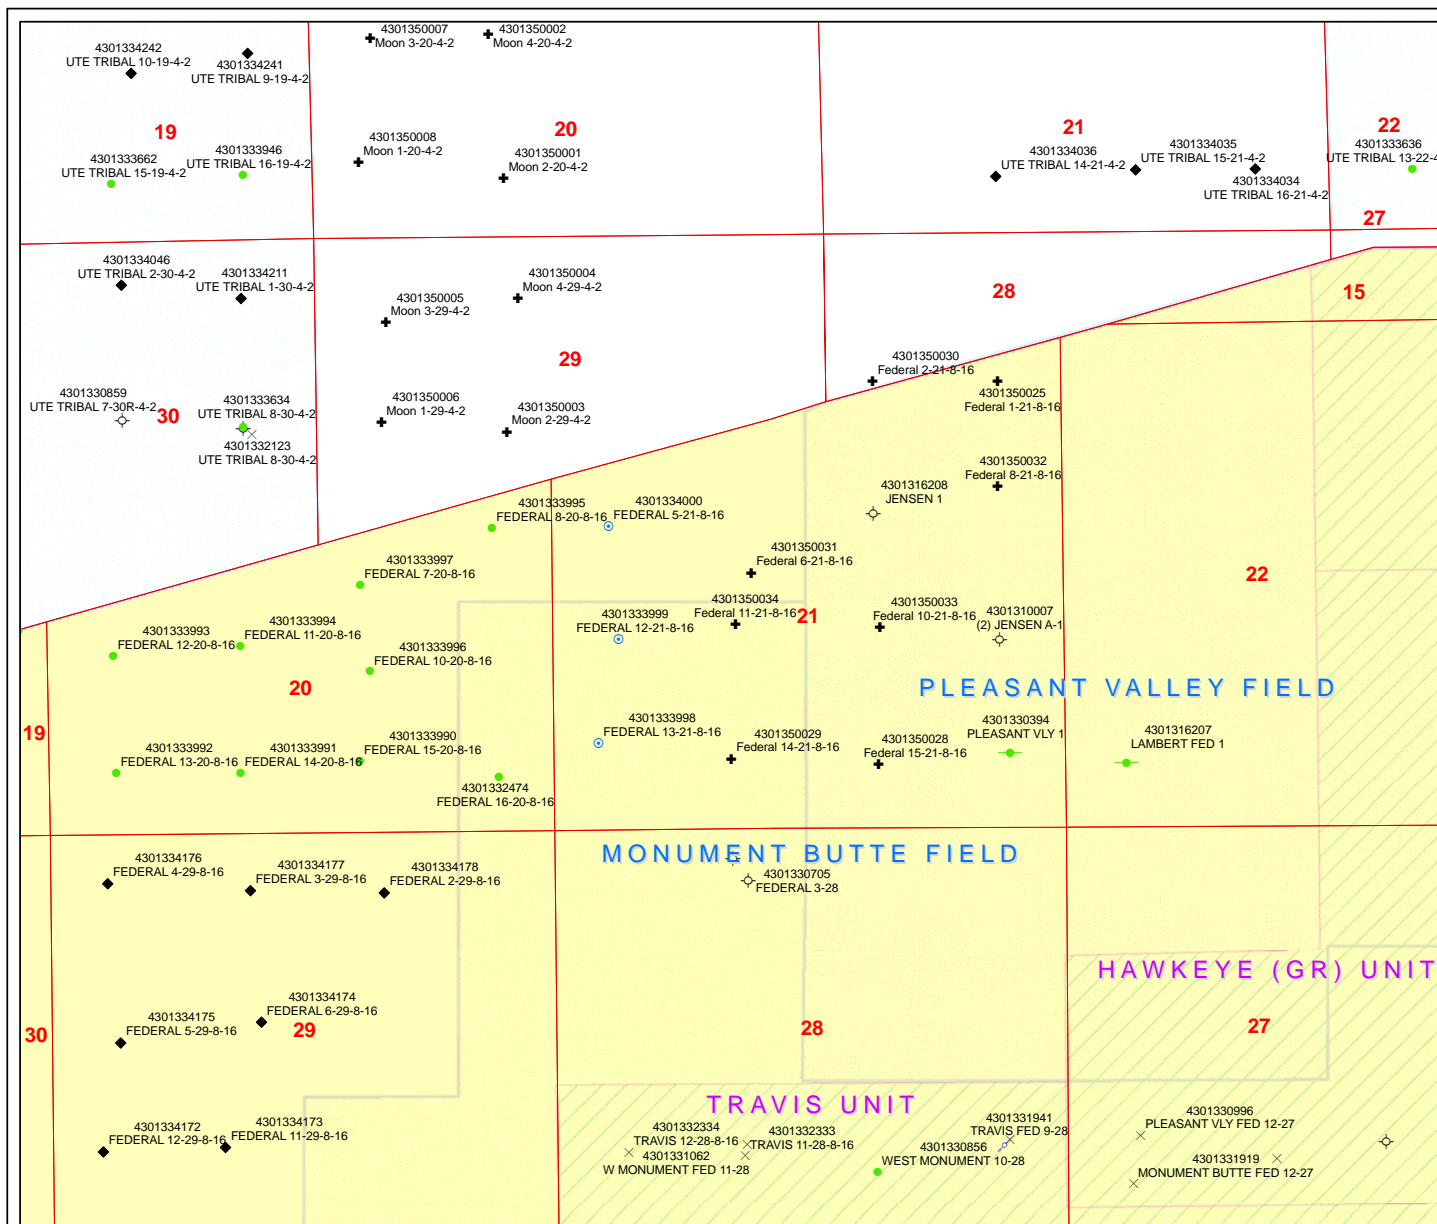 4301334242
UTE TRIBAL 10-19-4-2
4301334241
UTE TRIBAL 9-19-4-2
4301350007
Moon 3-20-4-2
4301350002
Moon 4-20-4-2
19
20
21
22
4301333662
UTE TRIBAL 15-19-4-2
4301333946
UTE TRIBAL 16-19-4-2
4301350008
Moon 1-20-4-2
4301350001
Moon 2-20-4-2
4301334036
UTE TRIBAL 14-21-4-2
4301334035
UTE TRIBAL 15-21-4-2
4301334034
UTE TRIBAL 16-21-4-2
4301333636
UTE TRIBAL 13-22-4
27
4301334046
UTE TRIBAL 2-30-4-2
4301334211
UTE TRIBAL 1-30-4-2
4301350005
Moon 3-29-4-2
4301350004
Moon 4-29-4-2
28
15
29
4301350030
Federal 2-21-8-16
4301350025
Federal 1-21-8-16
4301330859
UTE TRIBAL 7-30R-4-2
30
4301333634
UTE TRIBAL 8-30-4-2
4301332123
UTE TRIBAL 8-30-4-2
4301350006
Moon 1-29-4-2
4301350003
Moon 2-29-4-2
4301350032
Federal 8-21-8-16
4301316208
JENSEN 1
4301333995
FEDERAL 8-20-8-16
4301334000
FEDERAL 5-21-8-16
4301350031
Federal 6-21-8-16
4301333997
FEDERAL 7-20-8-16
22
4301350034
Federal 11-21-8-16
21
4301350033
Federal 10-21-8-16
4301310007
(2) JENSEN A-1
4301333999
FEDERAL 12-21-8-16
4301333993
FEDERAL 12-20-8-16
4301333994
FEDERAL 11-20-8-16
4301333996
FEDERAL 10-20-8-16
20
PLEASANT VALLEY FIELD
19
4301333992
FEDERAL 13-20-8-16
4301333991
FEDERAL 14-20-8-16
4301333990
FEDERAL 15-20-8-16
4301332474
FEDERAL 16-20-8-16
4301333998
FEDERAL 13-21-8-16
4301350029
Federal 14-21-8-16
4301350028
Federal 15-21-8-16
4301330394
PLEASANT VLY 1
4301316207
LAMBERT FED 1
MONUMENT BUTTE FIELD
4301334176
FEDERAL 4-29-8-16
4301334177
FEDERAL 3-29-8-16
4301334178
FEDERAL 2-29-8-16
4301330705
FEDERAL 3-28
HAWKEYE (GR) UNIT
30
4301334175
FEDERAL 5-29-8-16
4301334174
FEDERAL 6-29-8-16
29
28
27
TRAVIS UNIT
4301334172
FEDERAL 12-29-8-16
4301334173
FEDERAL 11-29-8-16
4301332334
TRAVIS 12-28-8-16
4301331062
W MONUMENT FED 11-28
4301332333
TRAVIS 11-28-8-16
4301330856
WEST MONUMENT 10-28
4301331941
TRAVIS FED 9-28
4301330996
PLEASANT VLY FED 12-27
4301331919
MONUMENT BUTTE FED 12-27